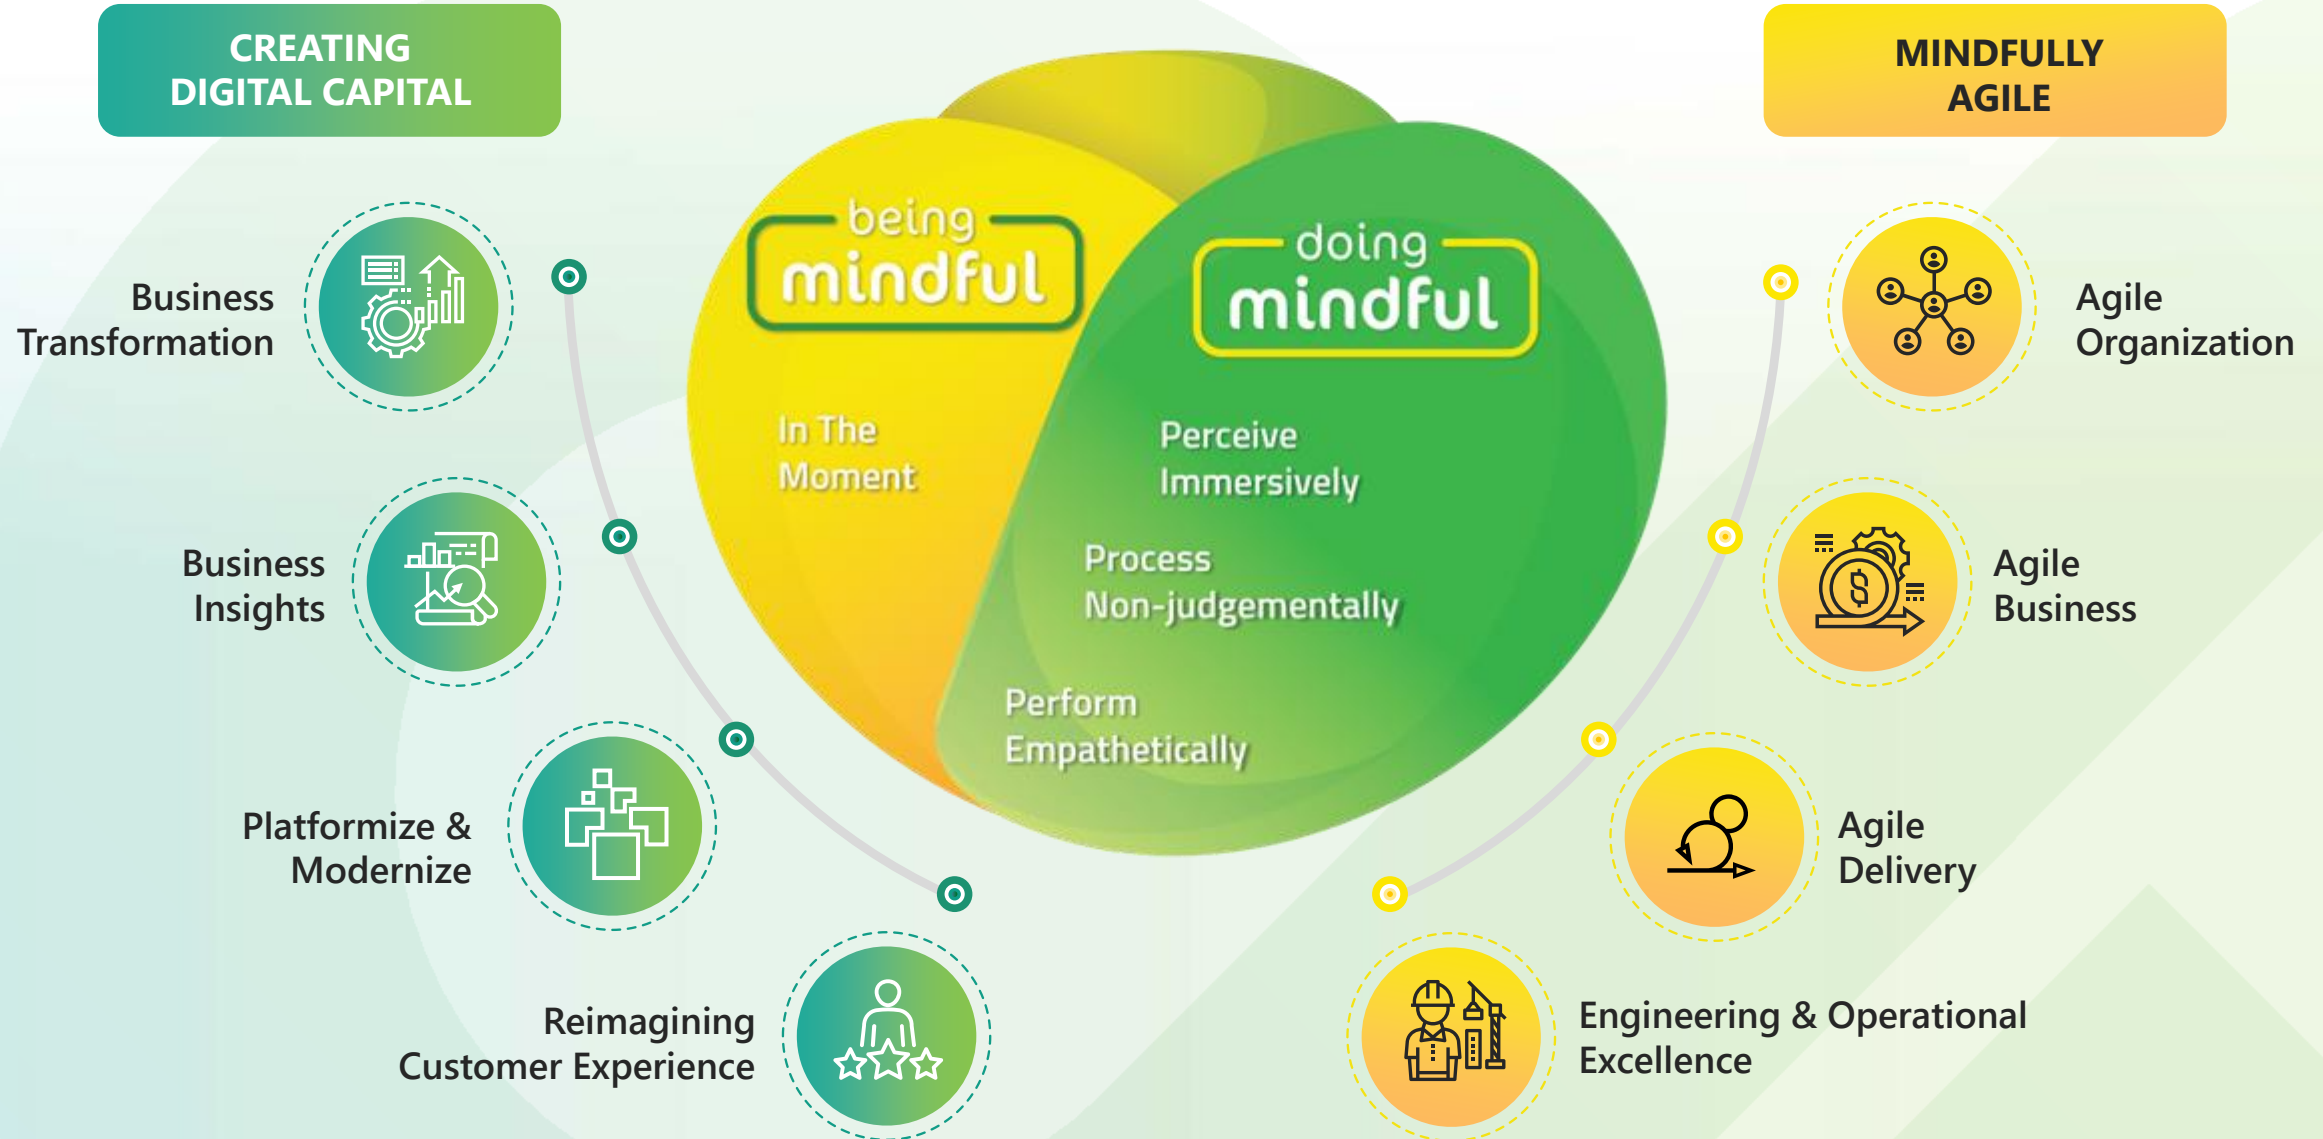 CREATING
DIGITAL CAPITAL
Business
Transformation
Business
Insights
Platformize &
Modernize
Reimagining
Customer Experience
being
mindful
In The
Moment
doing
mindful
Perceive
Immersively
Process
Non-judgementally
Perform
Empathetically
MINDFULLY
AGILE
Agile
Organization
$
Agile
Business
Agile
Delivery
Engineering & Operational
Excellence